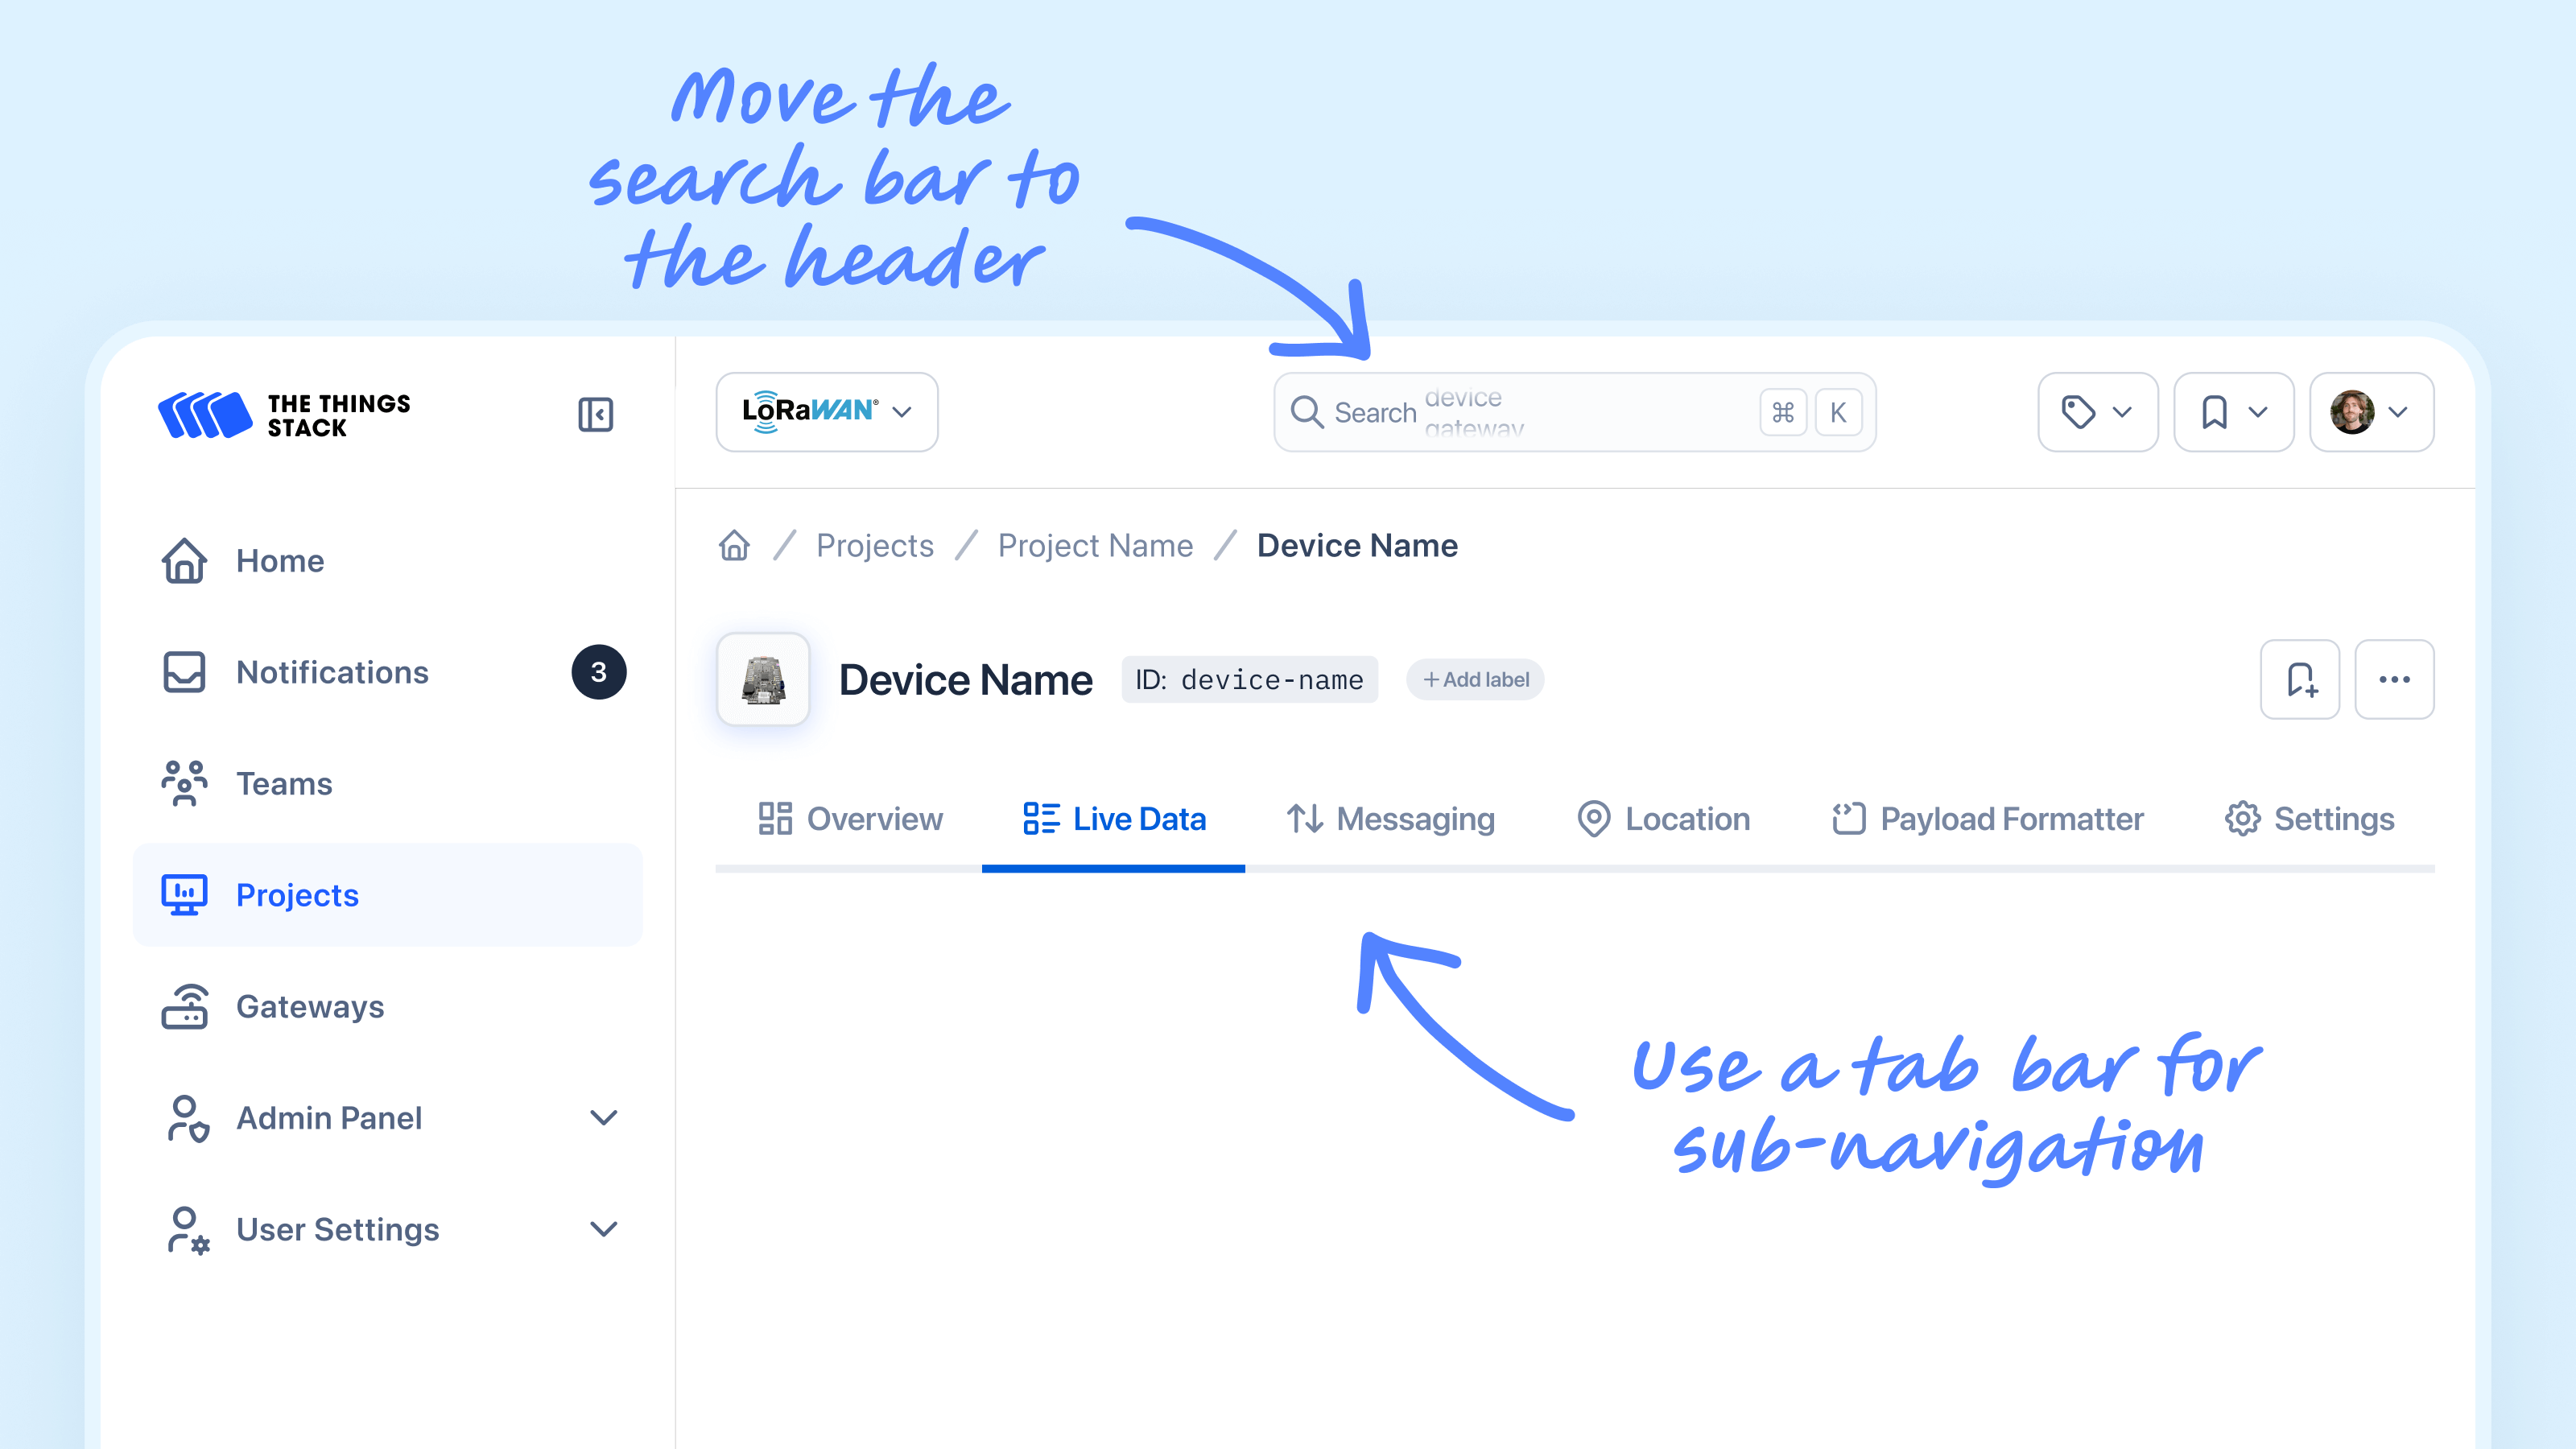 Move the
search bar to
the header
THE THINGS
STACK
LoRaWAN®
Search device
gateway
⌘ K
Home
Notifications 3
Teams
Projects
Gateways
Admin Panel
User Settings
/ Projects / Project Name / Device Name
Device Name ID: device-name +Add label
Overview Live Data Messaging Location Payload Formatter Settings
Use a tab bar for
sub-navigation